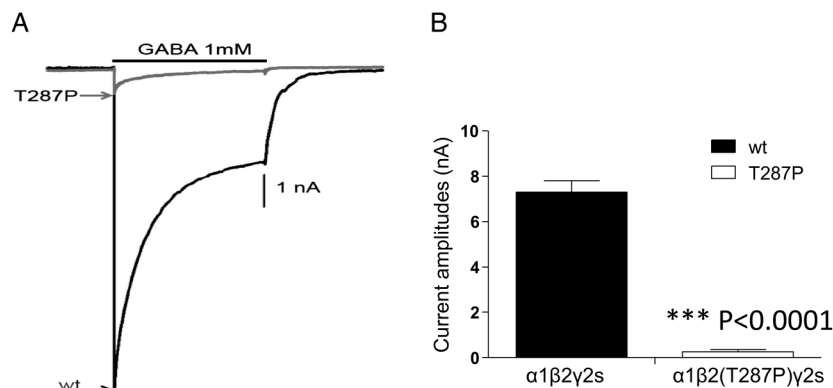 A
GABA 1mM
T287P
1 nA
wt
B
Current amplitudes (nA)
10
8
6
4
2
0
wt
T287P
*** P<0.0001
α1β2γ2s
α1β2(T287P)γ2s